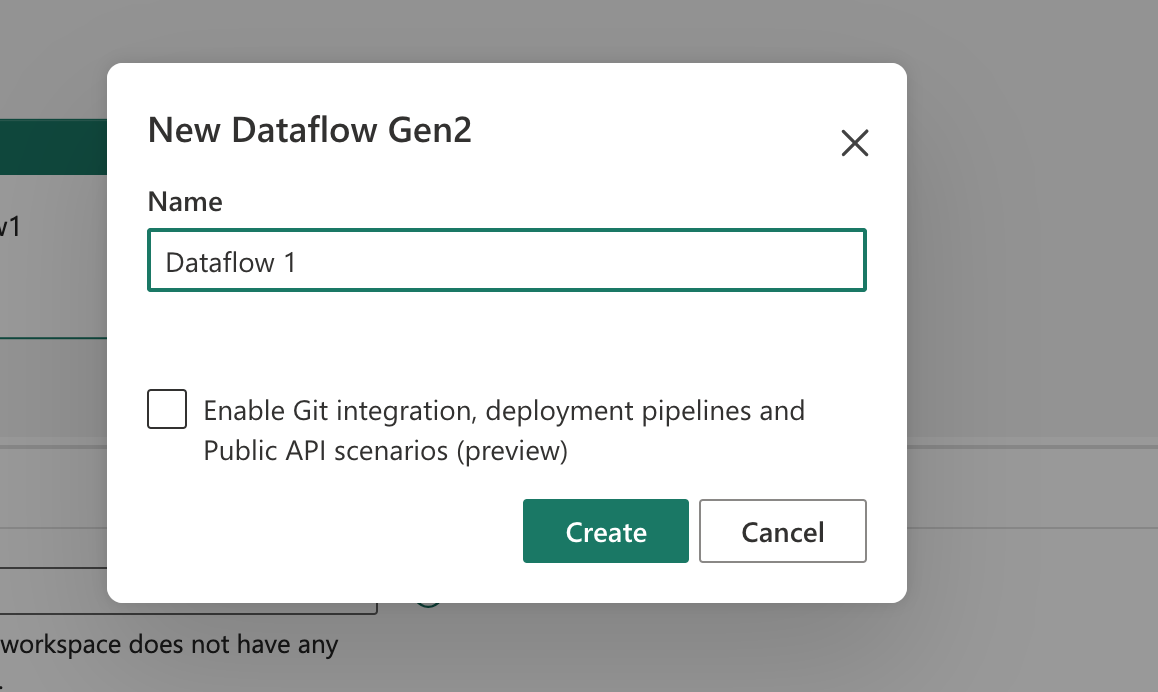 New Dataflow Gen2
Name
w1
Dataflow 1
Enable Git integration, deployment pipelines and
Public API scenarios (preview)
Create Cancel
workspace does not have any